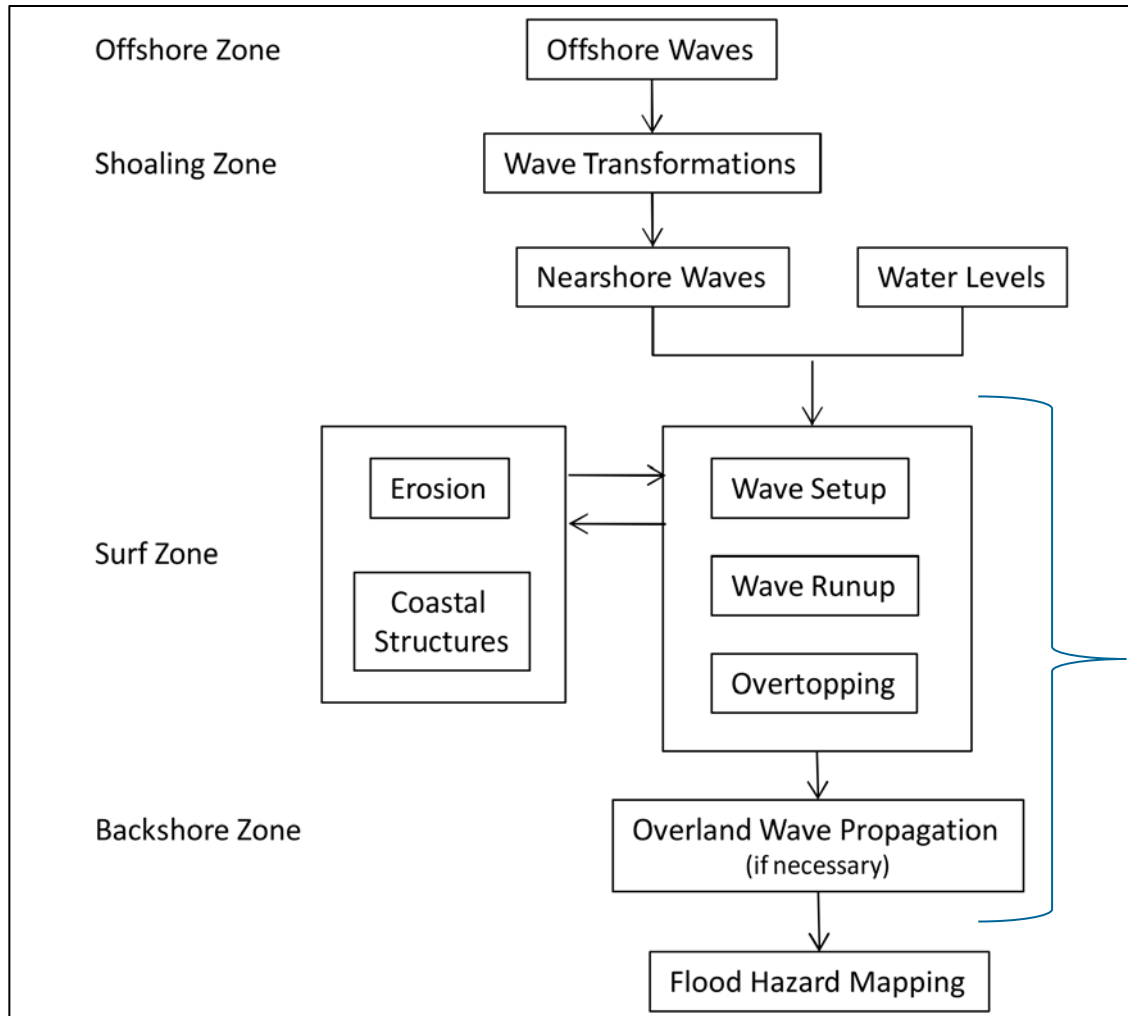 Offshore Zone
Offshore Waves
Shoaling Zone
Wave Transformations
Nearshore Waves
Water Levels
Erosion
Wave Setup
Surf Zone
Coastal
Structures
Wave Runup
Overtopping
Backshore Zone
Overland Wave Propagation
(if necessary)
Flood Hazard Mapping